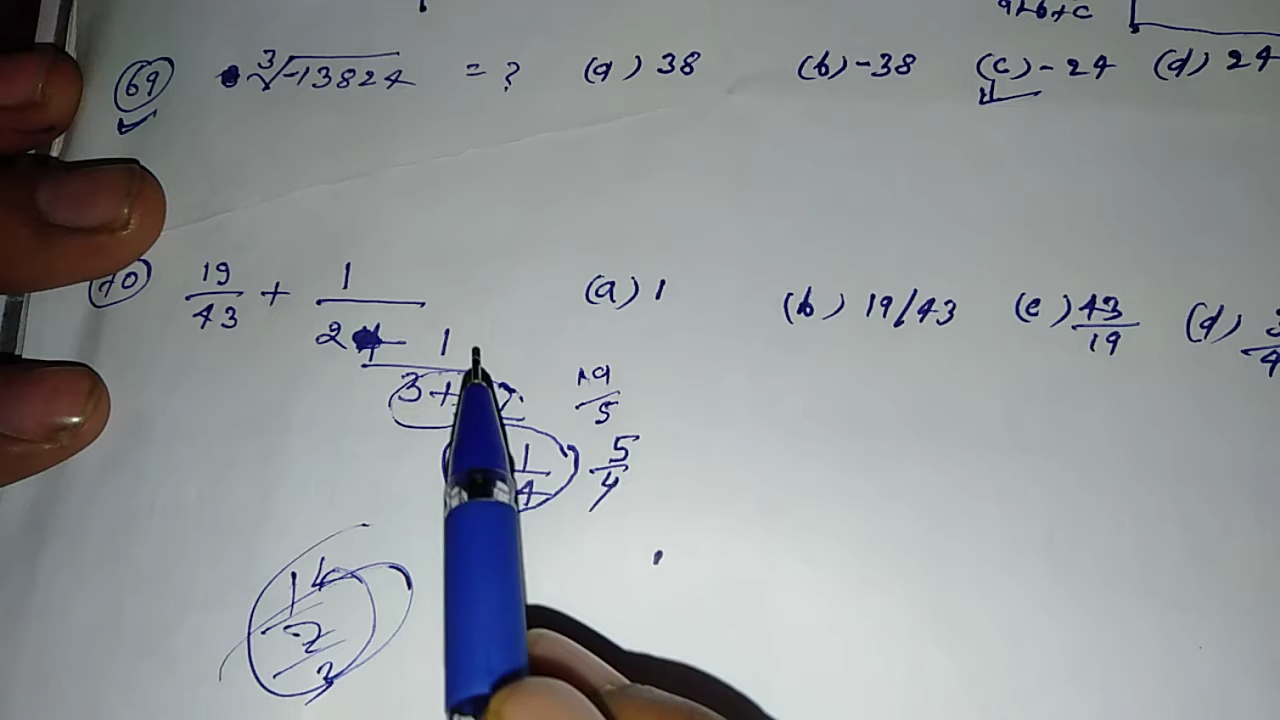 a+b+c
69 ∛-13824 = ? (a) 38 (b) -38 (c) -24 (d) 24
70 19/43 + 1 (a) 1 (b) 19/43 (c) 43/19 (d)
2 - 1
3+
19/5
1/4 5/4
14
2
3